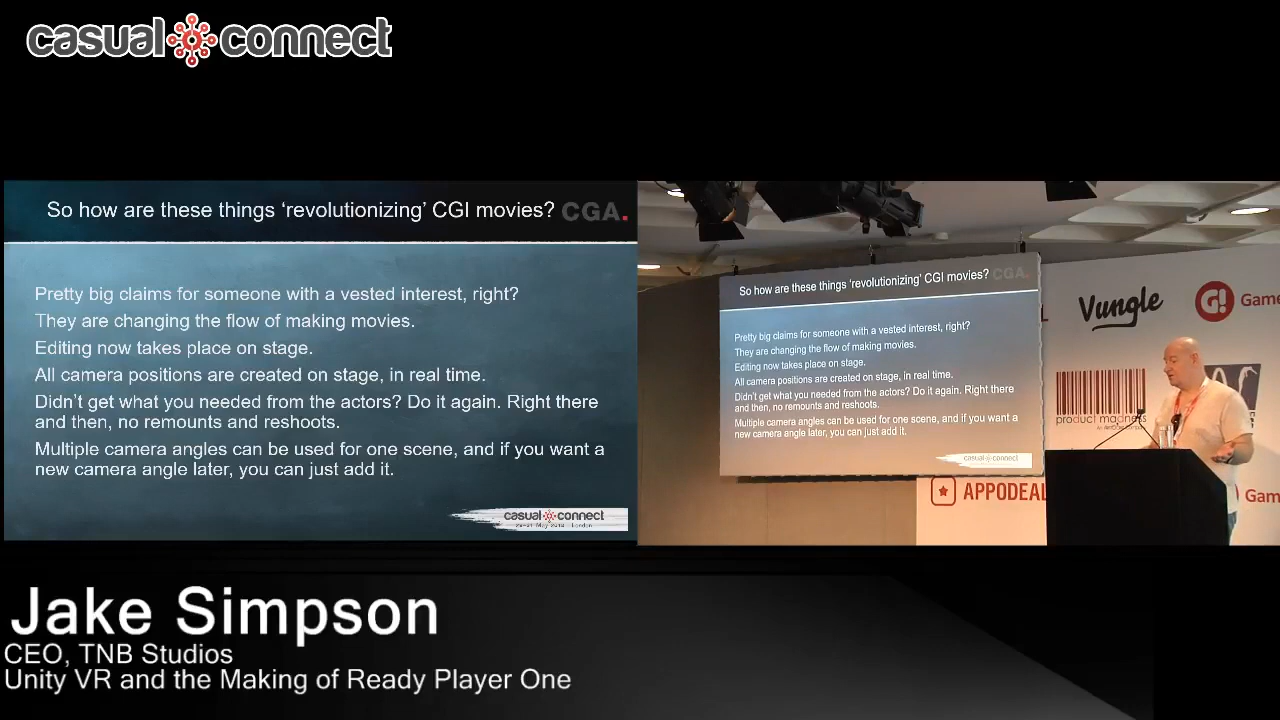 casual connect
So how are these things ‘revolutionizing’ CGI movies?
CGA.
Pretty big claims for someone with a vested interest, right?
They are changing the flow of making movies.
Editing now takes place on stage.
All camera positions are created on stage, in real time.
Didn’t get what you needed from the actors? Do it again. Right there
and then, no remounts and reshoots.
Multiple camera angles can be used for one scene, and if you want a
new camera angle later, you can just add it.
casual connect
So how are these things ‘revolutionizing’ CGI movies?
CGA.
Pretty big claims for someone with a vested interest, right?
They are changing the flow of making movies.
Editing now takes place on stage.
All camera positions are created on stage, in real time.
Didn’t get what you needed from the actors? Do it again. Right there
and then, no remounts and reshoots.
Multiple camera angles can be used for one scene, and if you want a
new camera angle later, you can just add it.
casual connect
Vungle
G! Game
product madness
APPODEAL
Gam
Jake Simpson
CEO, TNB Studios
Unity VR and the Making of Ready Player One